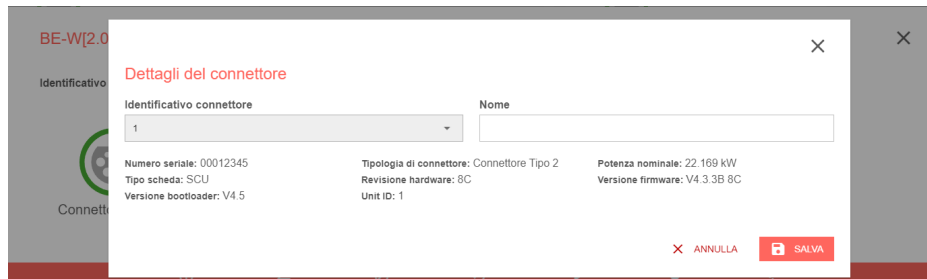 BE-W[2.0
Dettagli del connettore
Identificativo
Identificativo connettore Nome
1
Numero seriale: 00012345 Tipologia di connettore: Connettore Tipo 2 Potenza nominale: 22.169 kW
Tipo scheda: SCU Revisione hardware: 8C Versione firmware: V4.3.3B 8C
Versione bootloader: V4.5 Unit ID: 1
Connette
ANNULLA SALVA